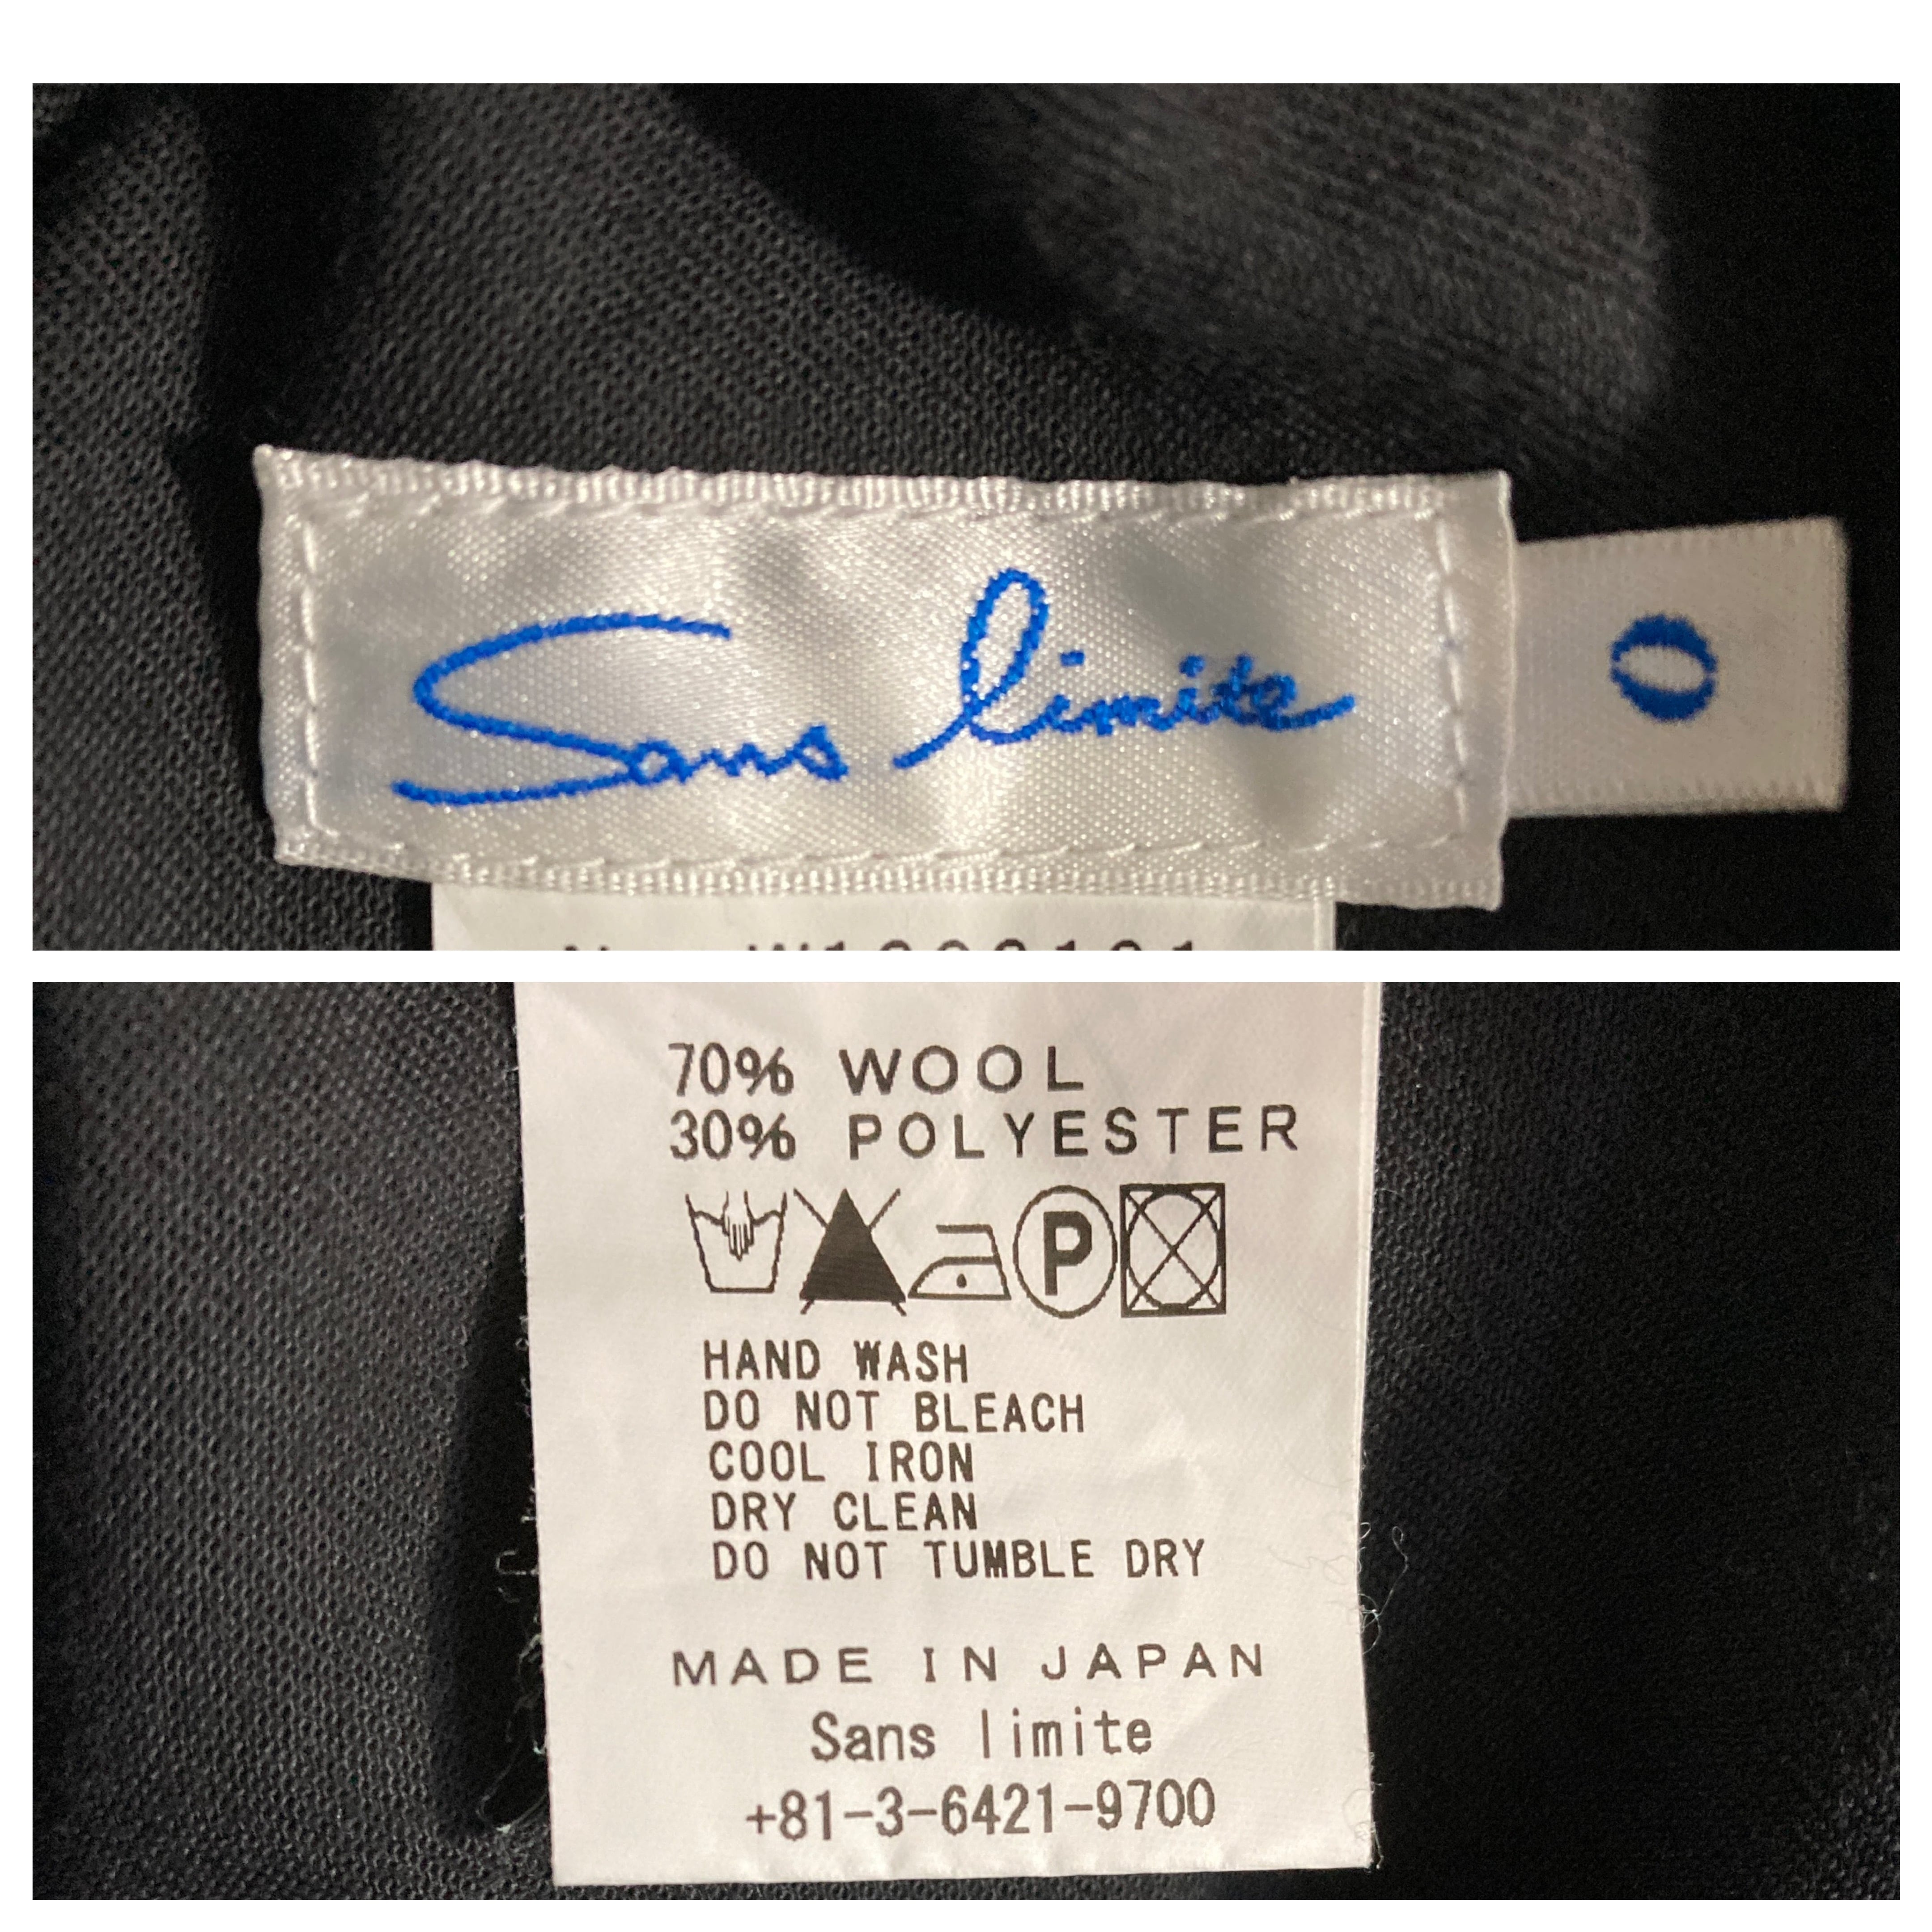 Sans limite
0
70% WOOL
30% POLYESTER
P
HAND WASH
DO NOT BLEACH
COOL IRON
DRY CLEAN
DO NOT TUMBLE DRY
MADE IN JAPAN
Sans limite
+81-3-6421-9700